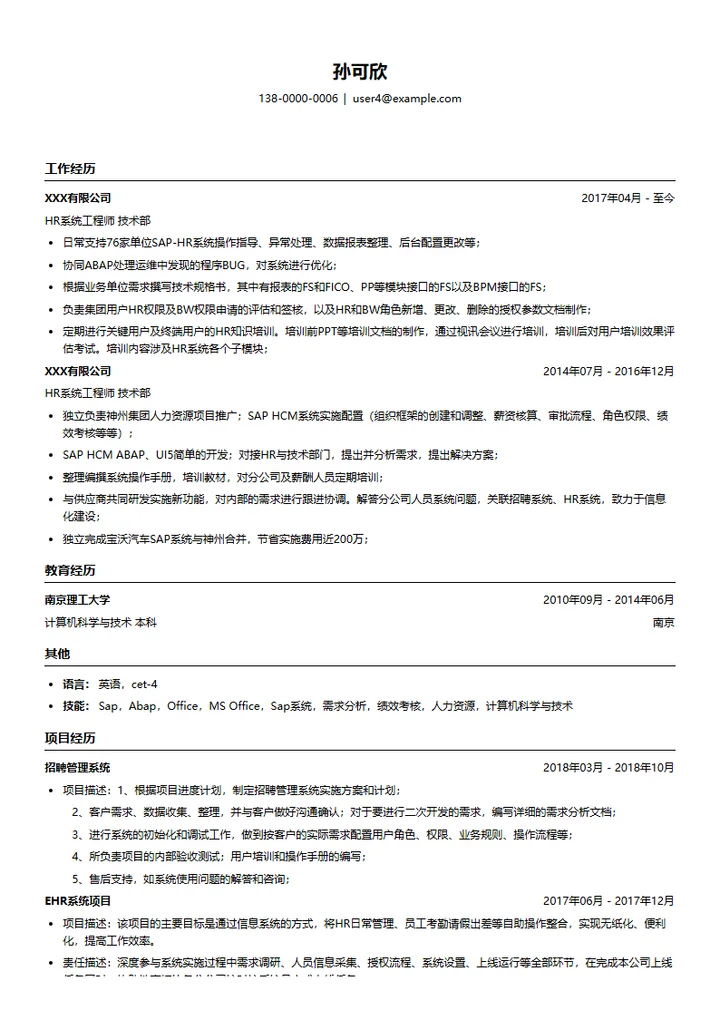 孙可欣
138-0000-0006 | user4@example.com
工作经历
XXX有限公司 2017年04月 - 至今
HR系统工程师 技术部
• 日常支持76家单位SAP-HR系统操作指导、异常处理、数据报表整理、后台配置更改等；
• 协同ABAP处理运维中发现的程序BUG，对系统进行优化；
• 根据业务单位需求撰写技术规格书，其中有报表的FS和FICO、PP等模块接口的FS以及BPM接口的FS；
• 负责集团用户HR权限及BW权限申请的评估和签核，以及HR和BW角色新增、更改、删除的授权参数文档制作；
• 定期进行关键用户及终端用户的HR知识培训。培训前PPT等培训文档的制作，通过视讯会议进行培训，培训后对用户培训效果评
估考试。培训内容涉及HR系统各个子模块；
XXX有限公司 2014年07月 - 2016年12月
HR系统工程师 技术部
• 独立负责神州集团人力资源项目推广；SAP HCM系统实施配置（组织框架的创建和调整、薪资核算、审批流程、角色权限、绩
效考核等等）；
• SAP HCM ABAP、UI5简单的开发；对接HR与技术部门，提出并分析需求，提出解决方案；
• 整理编撰系统操作手册，培训教材，对分公司及薪酬人员定期培训；
• 与供应商共同研发实施新功能，对内部的需求进行跟进协调。解答分公司人员系统问题，关联招聘系统、HR系统，致力于信息
化建设；
• 独立完成宝沃汽车SAP系统与神州合并，节省实施费用近200万；
教育经历
南京理工大学 2010年09月 - 2014年06月
计算机科学与技术 本科 南京
其他
• 语言： 英语，cet-4
• 技能： Sap，Abap，Office，MS Office，Sap系统，需求分析，绩效考核，人力资源，计算机科学与技术
项目经历
招聘管理系统 2018年03月 - 2018年10月
• 项目描述：1、根据项目进度计划，制定招聘管理系统实施方案和计划；
2、客户需求、数据收集、整理，并与客户做好沟通确认；对于要进行二次开发的需求，编写详细的需求分析文档；
3、进行系统的初始化和调试工作，做到按客户的实际需求配置用户角色、权限、业务规则、操作流程等；
4、所负责项目的内部验收测试；用户培训和操作手册的编写；
5、售后支持，如系统使用问题的解答和咨询；
EHR系统项目 2017年06月 - 2017年12月
• 项目描述：该项目的主要目标是通过信息系统的方式，将HR日常管理、员工考勤请假出差等自助操作整合，实现无纸化、便利
化，提高工作效率。
• 责任描述：深度参与系统实施过程中需求调研、人员信息采集、授权流程、系统设置、上线运行等全部环节，在完成本公司上线